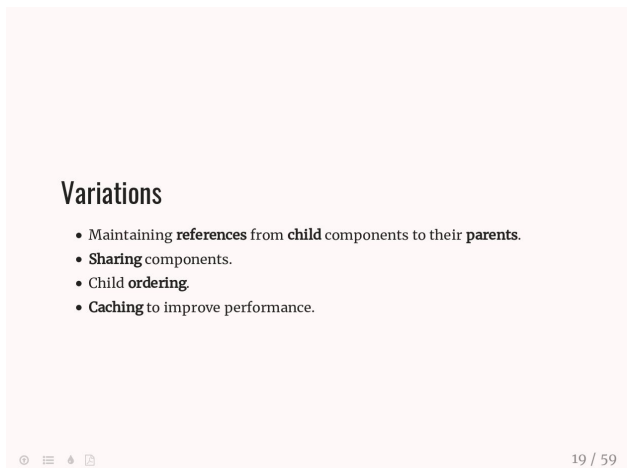 Variations
• Maintaining references from child components to their parents.
• Sharing components.
• Child ordering.
• Caching to improve performance.
19 / 59